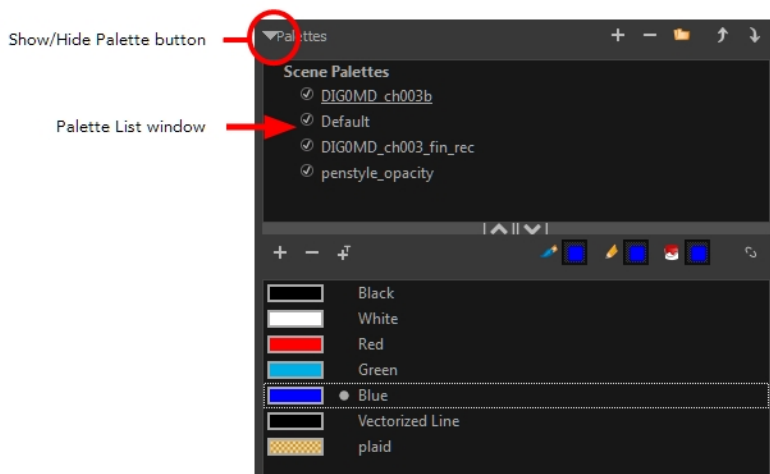 Show/Hide Palette button
Palettes
Scene Palettes
DIG0MD_ch003b
Palette List window
Default
DIG0MD_ch003_fin_rec
penstyle_opacity
Black
White
Red
Green
Blue
Vectorized Line
plaid